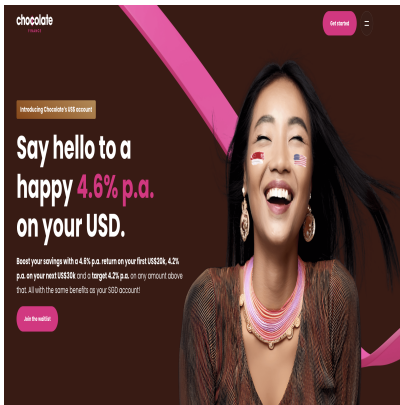 chocolate
FINANCE
Get started
Introducing Chocolate's US$ account
Say hello to a
happy 4.6% p.a.
on your USD.
Boost your savings with a 4.6% p.a. return on your first US$20k, 4.2%
p.a. on your next US$30k and a target 4.2% p.a. on any amount above
that. All with the same benefits as your SGD account!
Join the waitlist